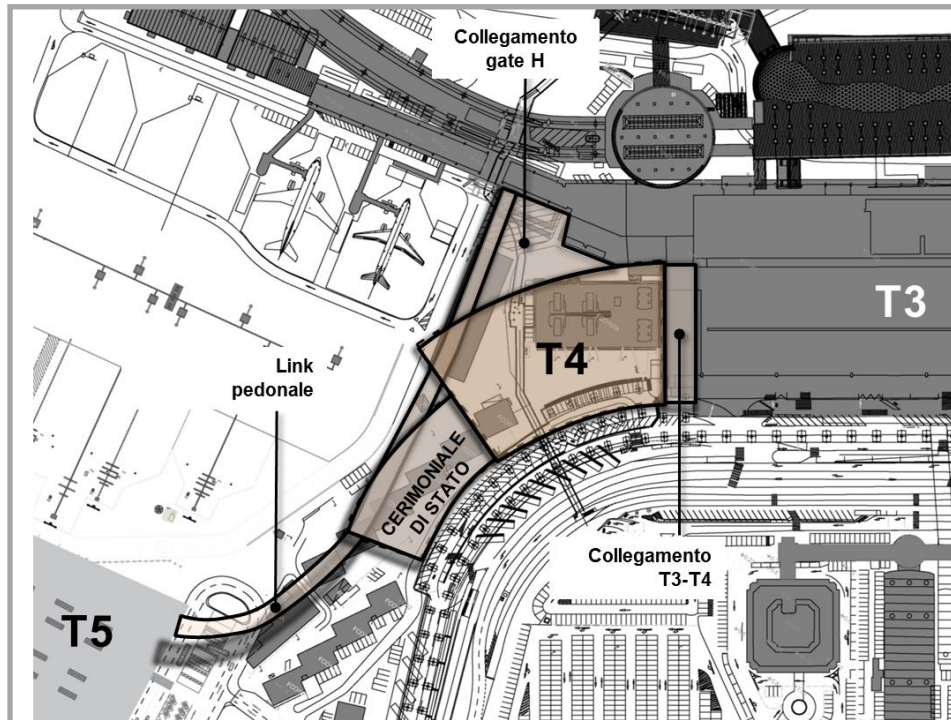 Collegamento
gate H
T3
T4
Link
pedonale
CERIMONIALE
DI STATO
Collegamento
T3-T4
T5